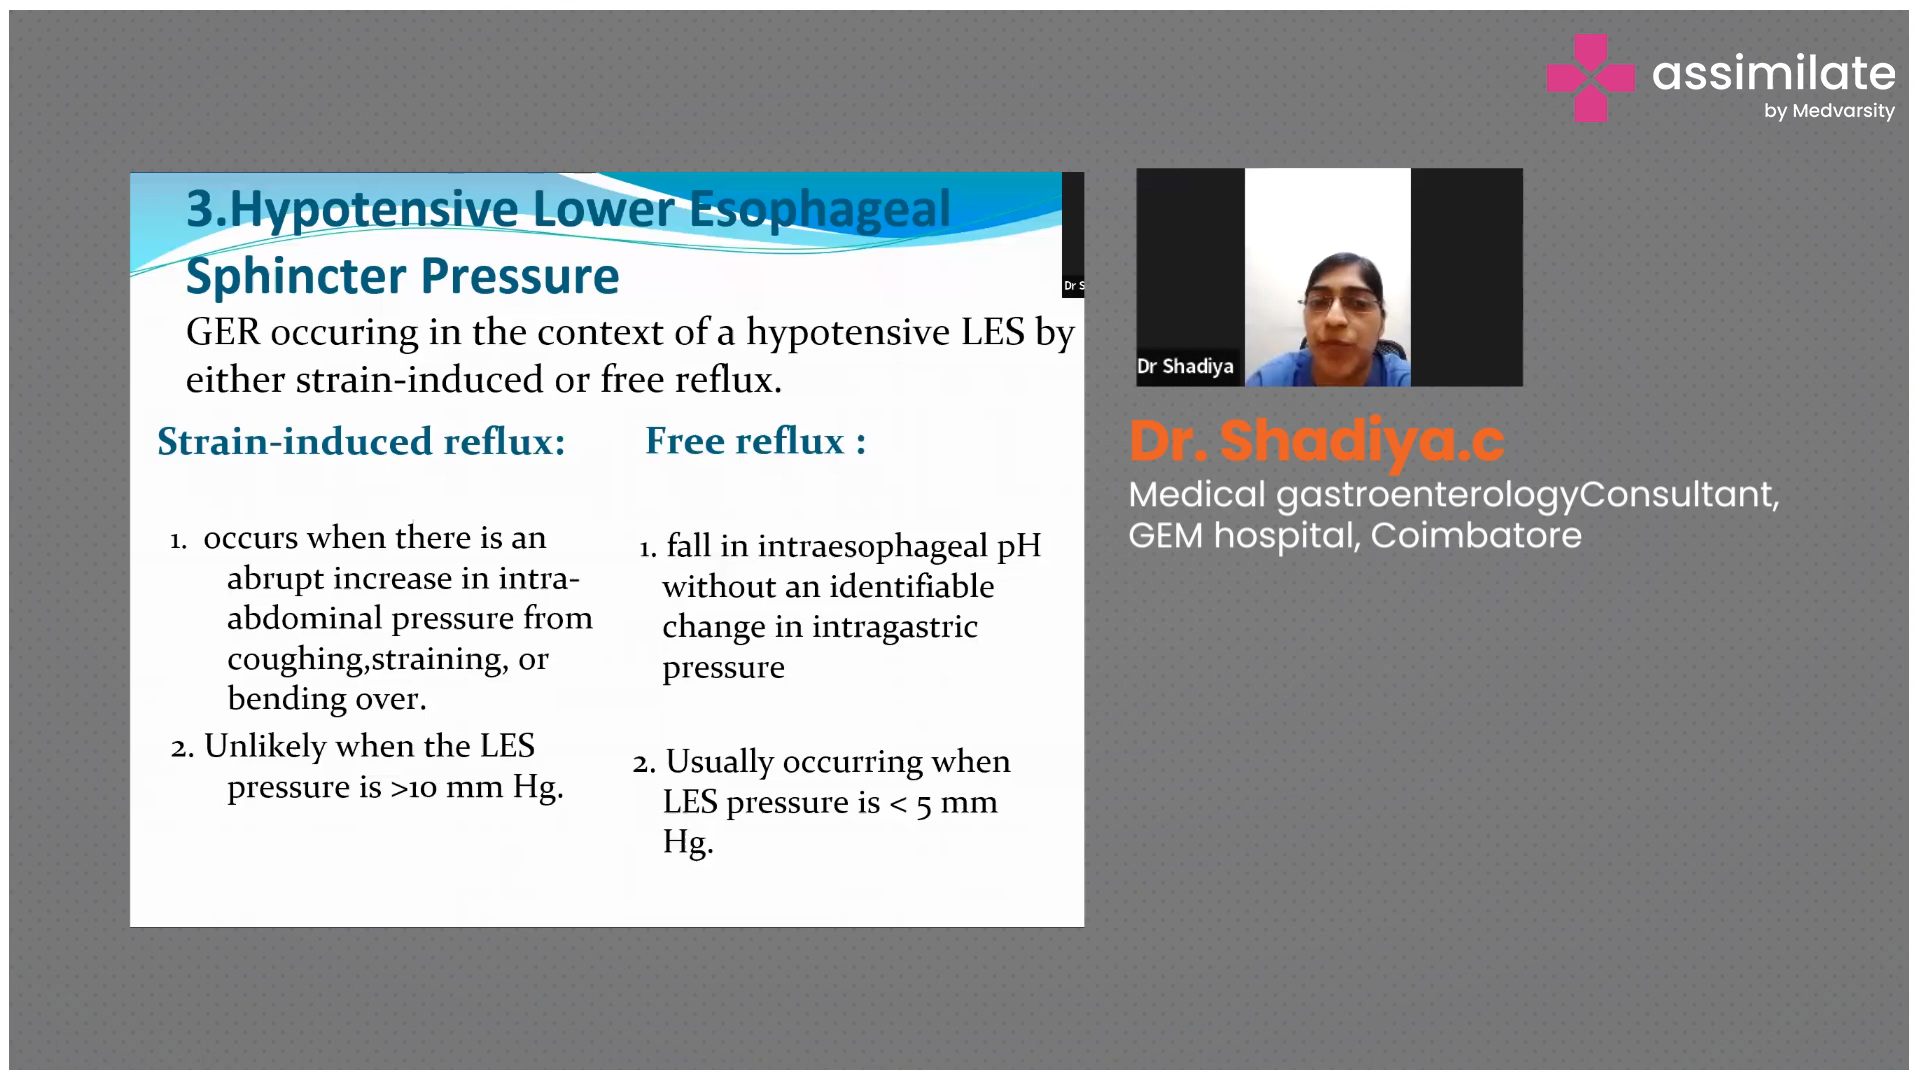 assimilate
by Medvarsity
3.Hypotensive Lower Esophageal
Sphincter Pressure
GER occuring in the context of a hypotensive LES by
either strain-induced or free reflux.
Strain-induced reflux:
1. occurs when there is an
abrupt increase in intra-
abdominal pressure from
coughing,straining, or
bending over.
2. Unlikely when the LES
pressure is >10 mm Hg.
Free reflux :
1. fall in intraesophageal pH
without an identifiable
change in intragastric
pressure
2. Usually occurring when
LES pressure is < 5 mm
Hg.
Dr S
Dr Shadiya
Dr. Shadiya.c
Medical gastroenterologyConsultant,
GEM hospital, Coimbatore